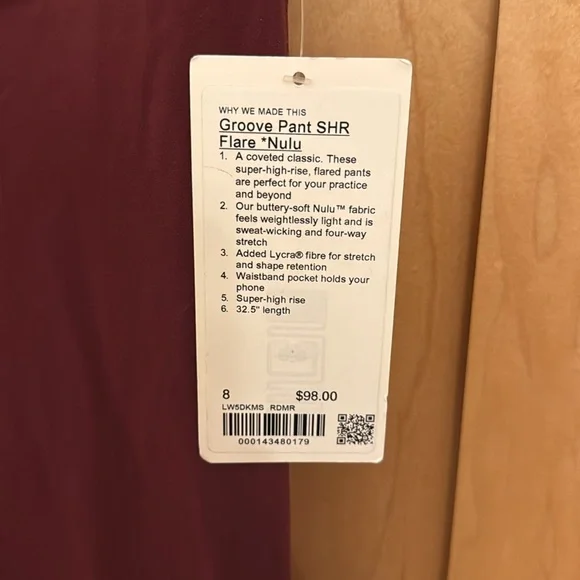 WHY WE MADE THIS
Groove Pant SHR
Flare *Nulu
1. A coveted classic. These
super-high-rise, flared pants
are perfect for your practice
and beyond
2. Our buttery-soft Nulu™ fabric
feels weightlessly light and is
sweat-wicking and four-way
stretch
3. Added Lycra® fibre for stretch
and shape retention
4. Waistband pocket holds your
phone
5. Super-high rise
6. 32.5" length
8 $98.00
LW5DKMS RDMR
000143480179